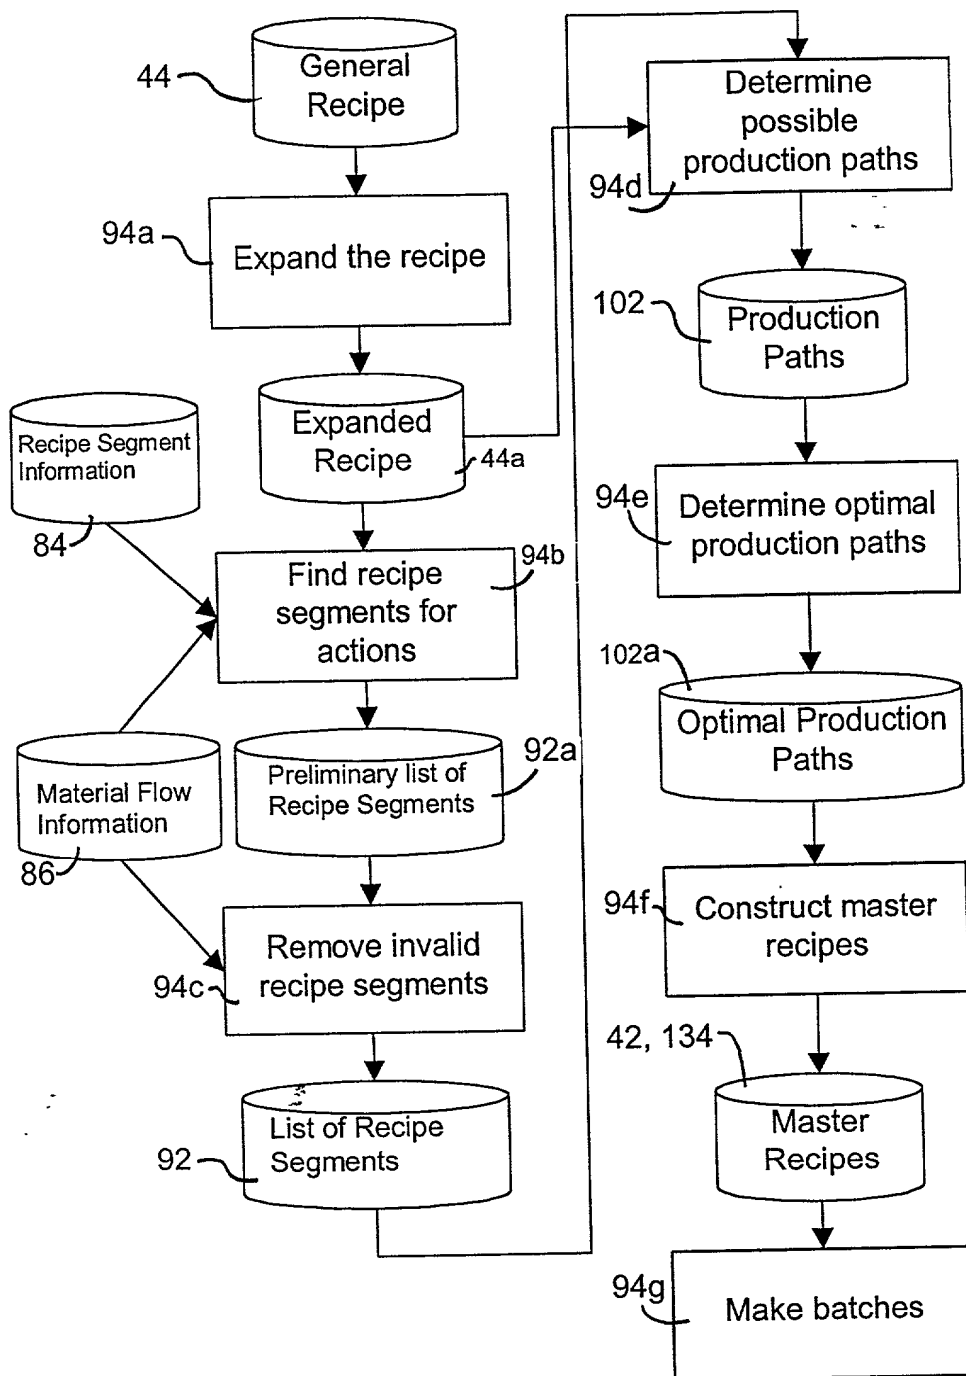 44
General
Recipe
94a
Expand the recipe
Expanded
Recipe
44a
Recipe Segment
Information
84
94b
Find recipe
segments for
actions
92a
Preliminary list of
Recipe Segments
Material Flow
Information
86
Remove invalid
recipe segments
94c
List of Recipe
Segments
92
Determine
possible
production paths
94d
102
Production
Paths
94e
Determine optimal
production paths
102a
Optimal Production
Paths
94f
Construct master
recipes
42, 134
Master
Recipes
94g
Make batches